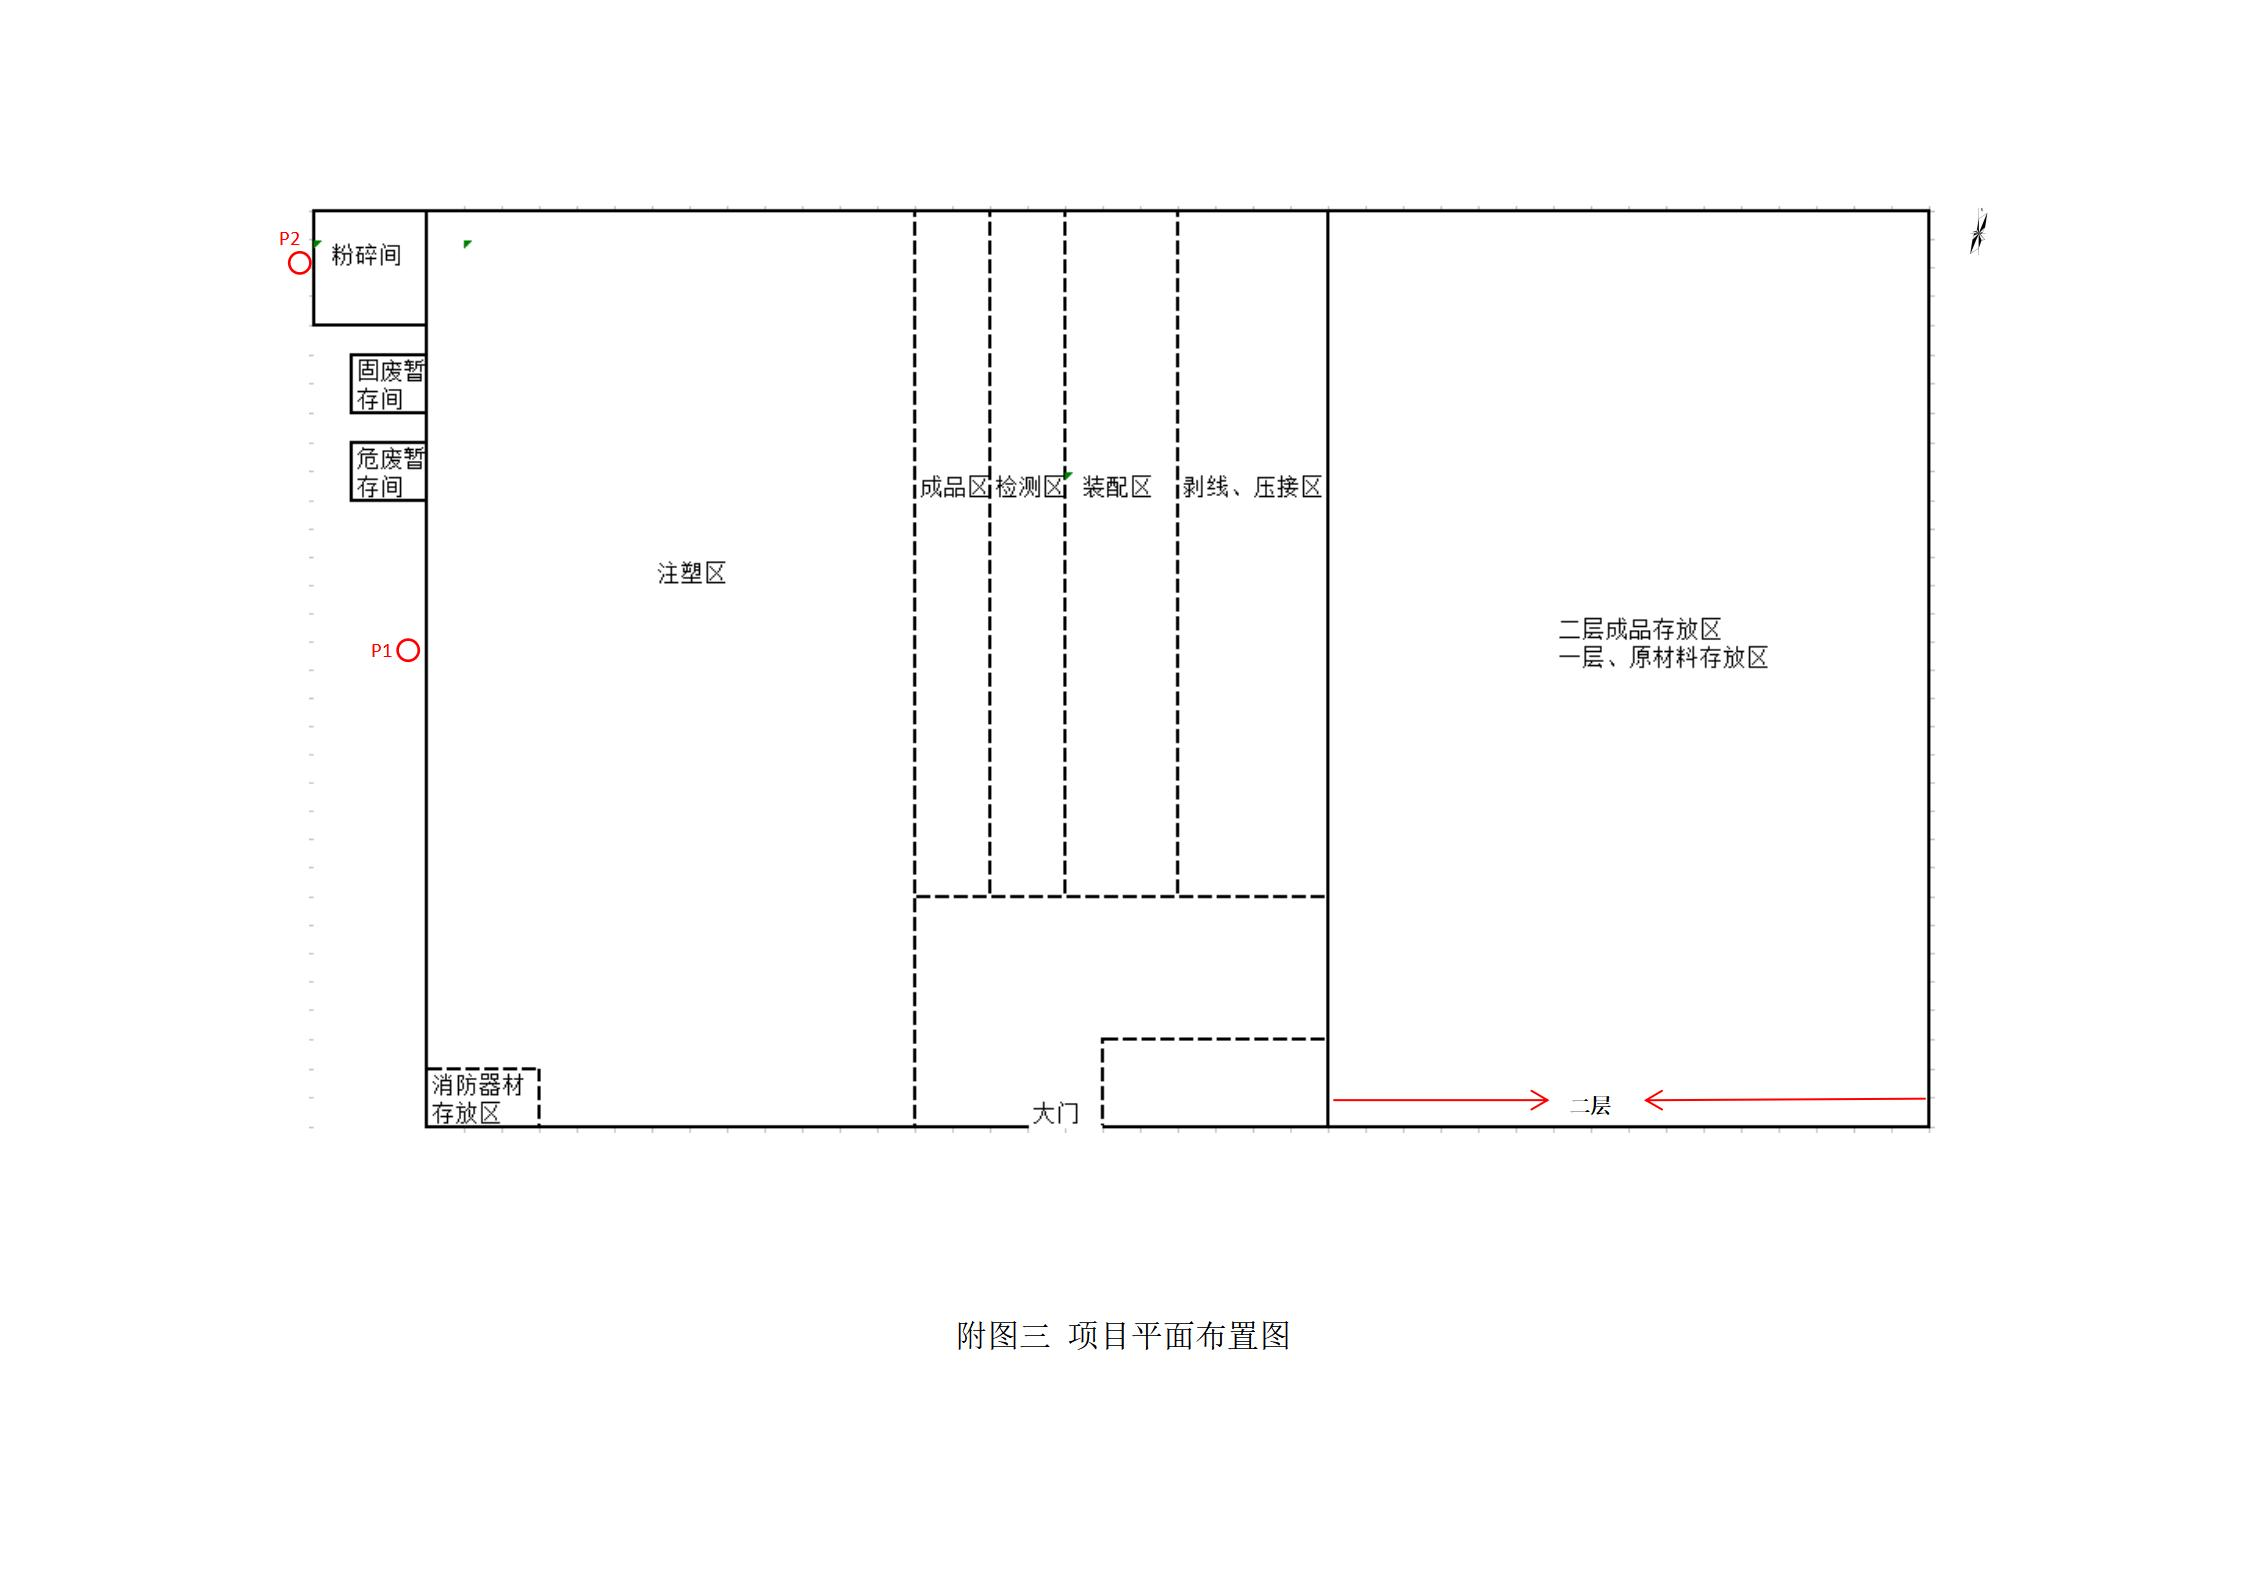 P2
粉碎间
固废暂
存间
危废暂
存间
成品区
检测区
装配区
剥线、压接区
注塑区
二层成品存放区
一层、原材料存放区
P1
消防器材
存放区
大门
二层
附图三 项目平面布置图